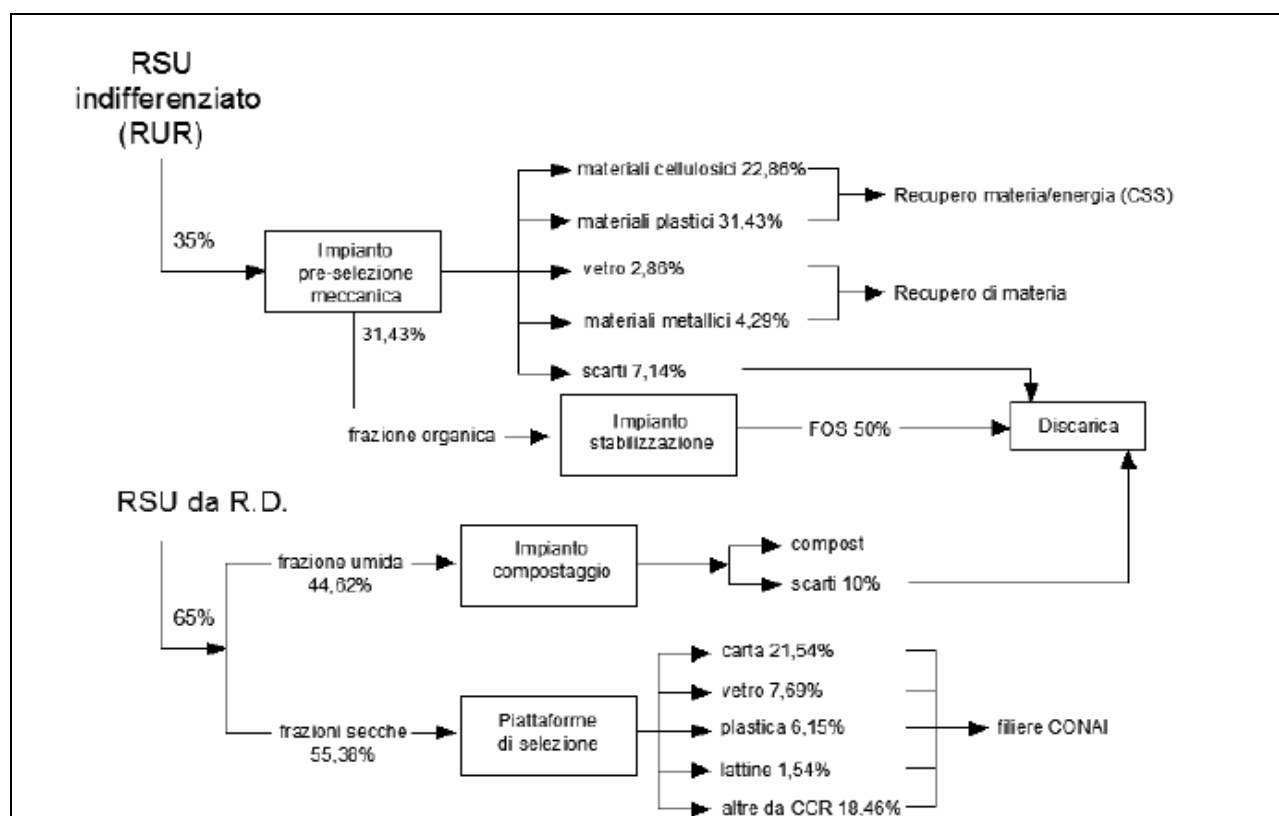 RSU
indifferenziato
(RUR)
35%
Impianto
pre-selezione
meccanica
31,43%
materiali cellulosici 22,86%
materiali plastici 31,43%
Recupero materia/energia (CSS)
vetro 2,86%
materiali metallici 4,29%
Recupero di materia
scarti 7,14%
frazione organica
Impianto
stabilizzazione
FOS 50%
Discarica
RSU da R.D.
65%
frazione umida
44,62%
Impianto
compostaggio
compost
scarti 10%
frazioni secche
55,38%
Piattaforme
di selezione
carta 21,54%
vetro 7,69%
plastica 6,15%
lattine 1,54%
altre da CCR 18,46%
filiere CONAI